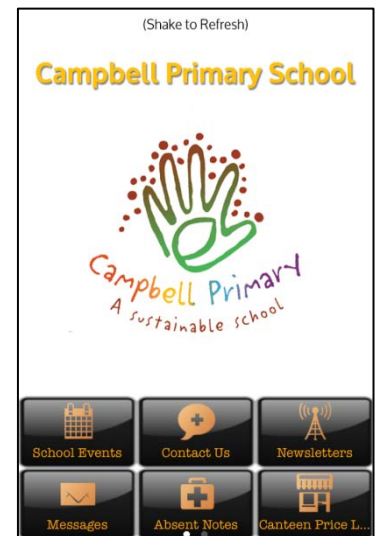 (Shake to Refresh)
Campbell Primary School
Campbell Primary
A sustainable school
School Events
Contact Us
Newsletters
Messages
Absent Notes
Canteen Price L...